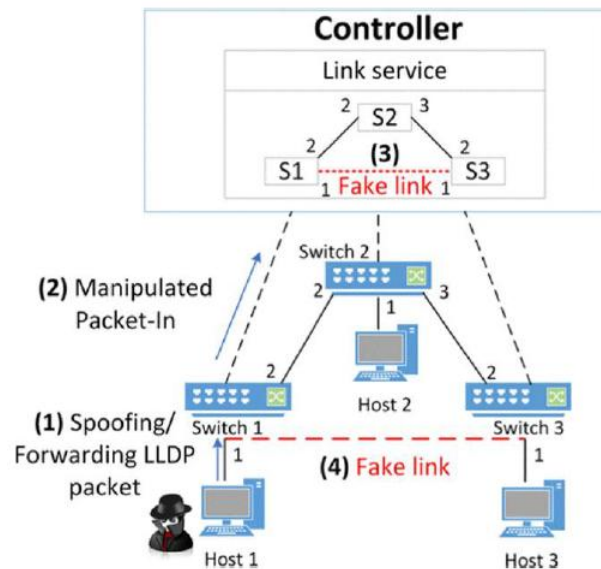 Controller
Link service
2 S2 3
2 (3) 2
S1 S3
1 Fake link 1
Switch 2
(2) Manipulated
Packet-In
2 1 3
2 Host 2 2
(1) Spoofing/
Forwarding LLDP
packet
Switch 1 Switch 3
1 (4) Fake link 1
Host 1 Host 3